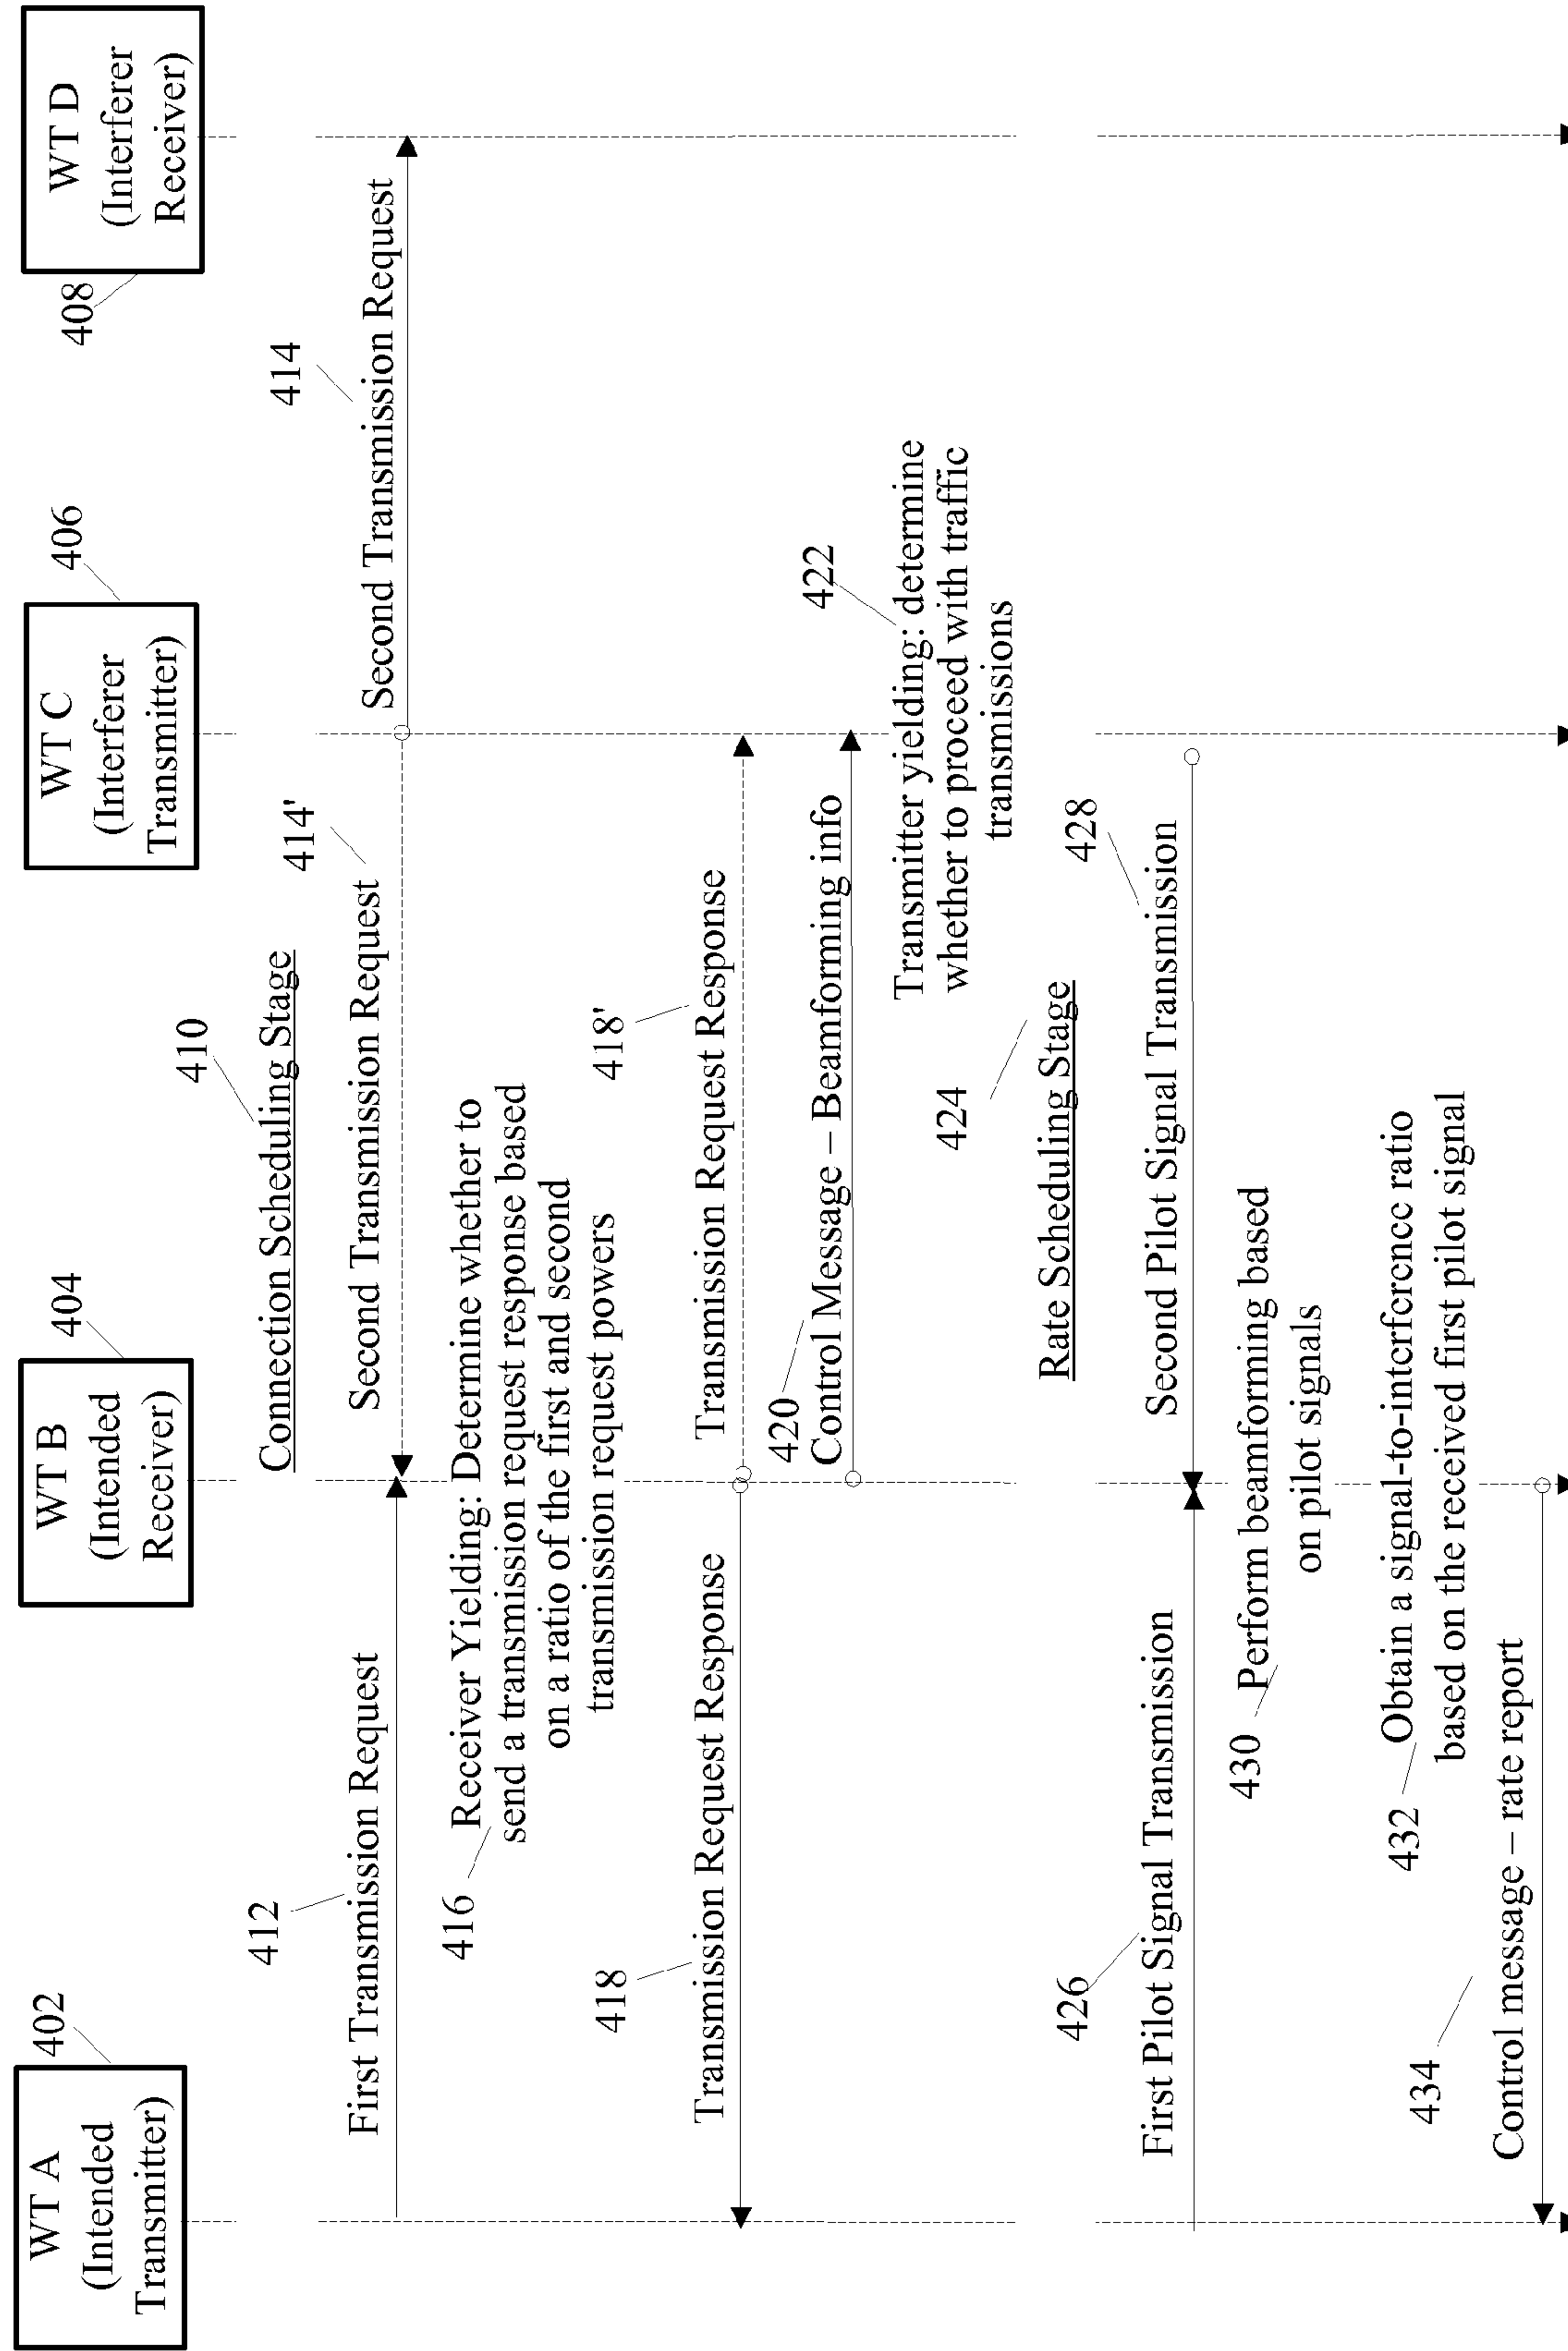 WT A
(Intended
Transmitter)
402
WT B
(Intended
Receiver)
404
WT C
(Interferer
Transmitter)
406
WT D
(Interferer
Receiver)
408
410
Connection Scheduling Stage
412
First Transmission Request
414'
Second Transmission Request
414
Second Transmission Request
416
Receiver Yielding: Determine whether to
send a transmission request response based
on a ratio of the first and second
transmission request powers
418
Transmission Request Response
418'
Transmission Request Response
420
Control Message – Beamforming info
422
Transmitter yielding: determine
whether to proceed with traffic
transmissions
424
Rate Scheduling Stage
426
First Pilot Signal Transmission
428
Second Pilot Signal Transmission
430
Perform beamforming based
on pilot signals
432
Obtain a signal-to-interference ratio
based on the received first pilot signal
434
Control message – rate report